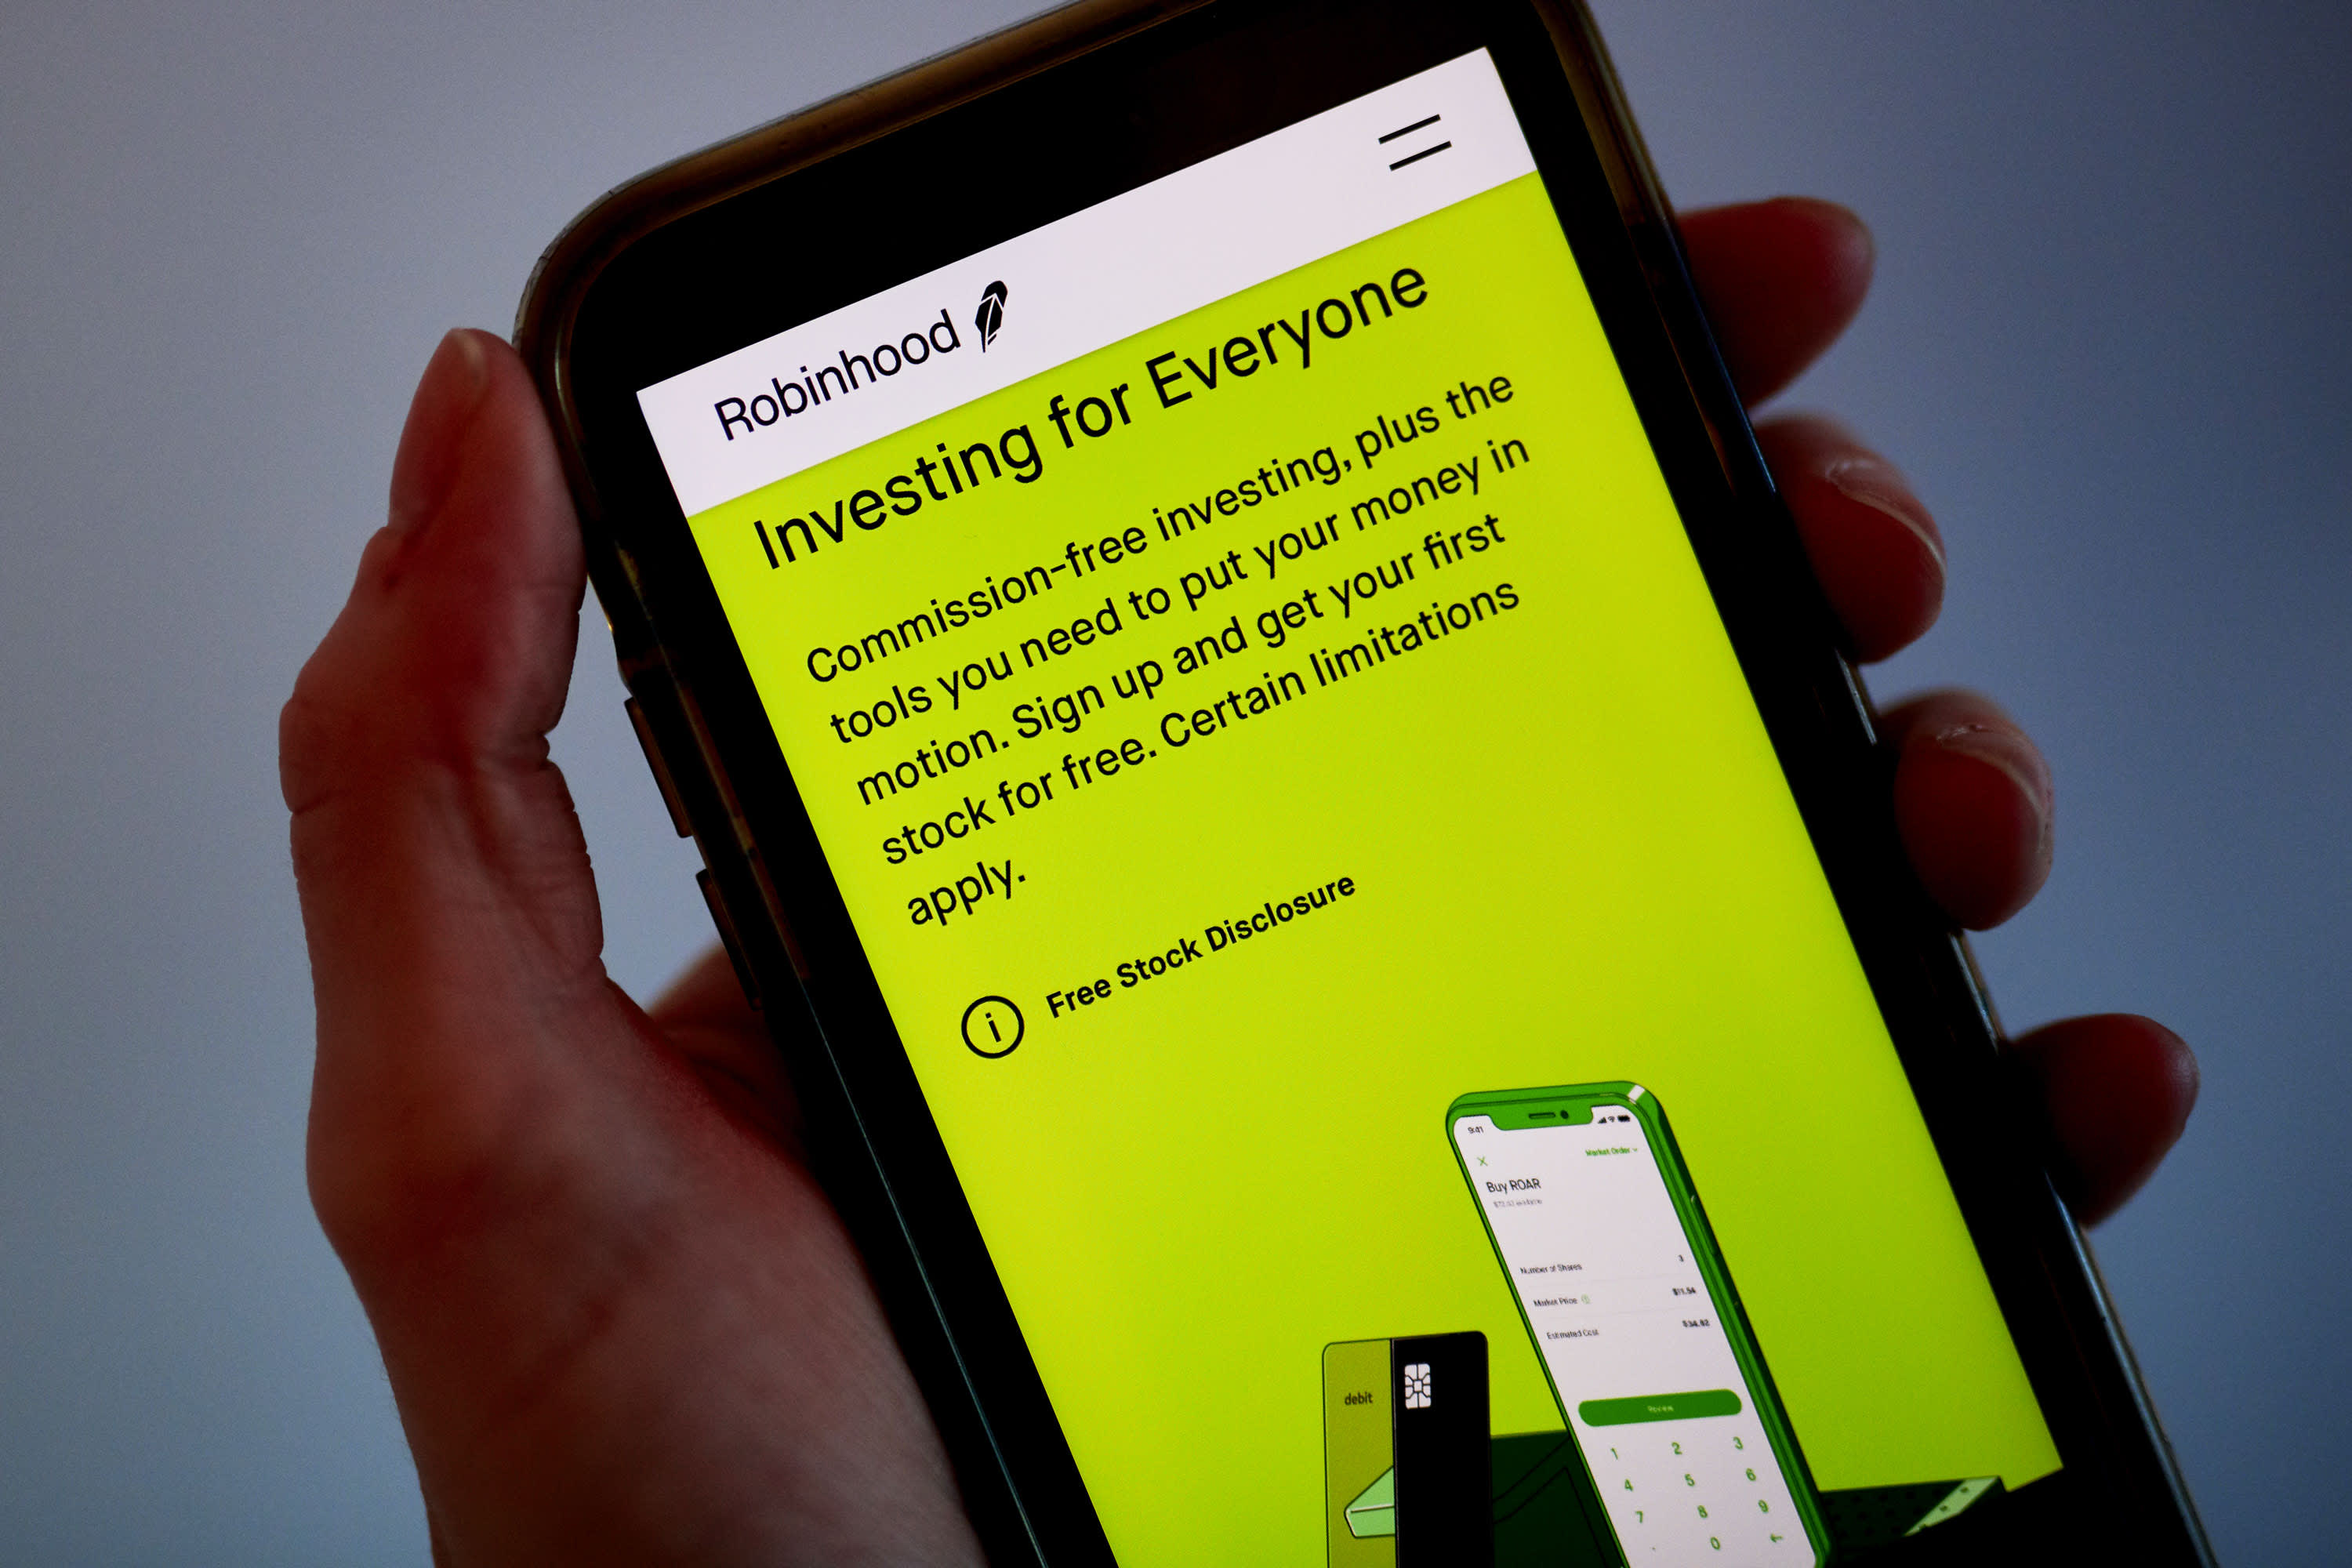 Robinhood
Investing for Everyone
Commission-free investing, plus the
tools you need to put your money in
motion. Sign up and get your first
stock for free. Certain limitations
apply.
i Free Stock Disclosure
9:41
Market Order
Buy ROAR
Number of Shares 3
Market Price $11.54
Estimated Cost
Review
debit
1 2 3
4 5 6
7 8 9
. 0